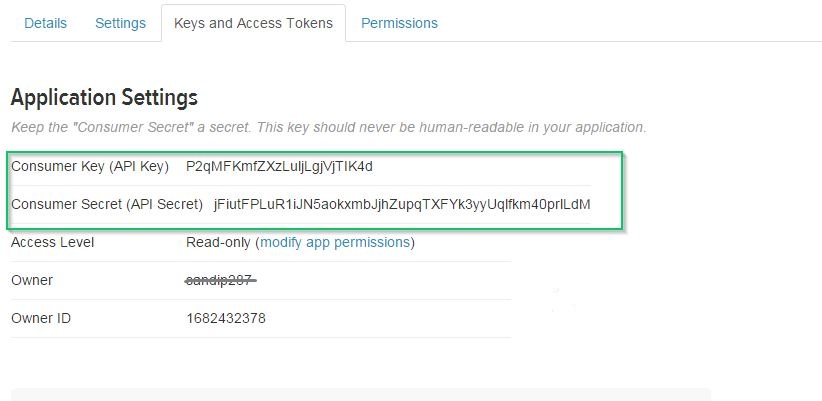 Details Settings Keys and Access Tokens Permissions
Application Settings
Keep the "Consumer Secret" a secret. This key should never be human-readable in your application.
Consumer Key (API Key) P2qMFKmfZXzLuljLgjVjTIK4d
Consumer Secret (API Secret) jFiutFPLuR1iJN5aokxmbJjhZupqTXFYk3yyUqlfkm40prlLdM
Access Level Read-only (modify app permissions)
Owner sandip287
Owner ID 1682432378